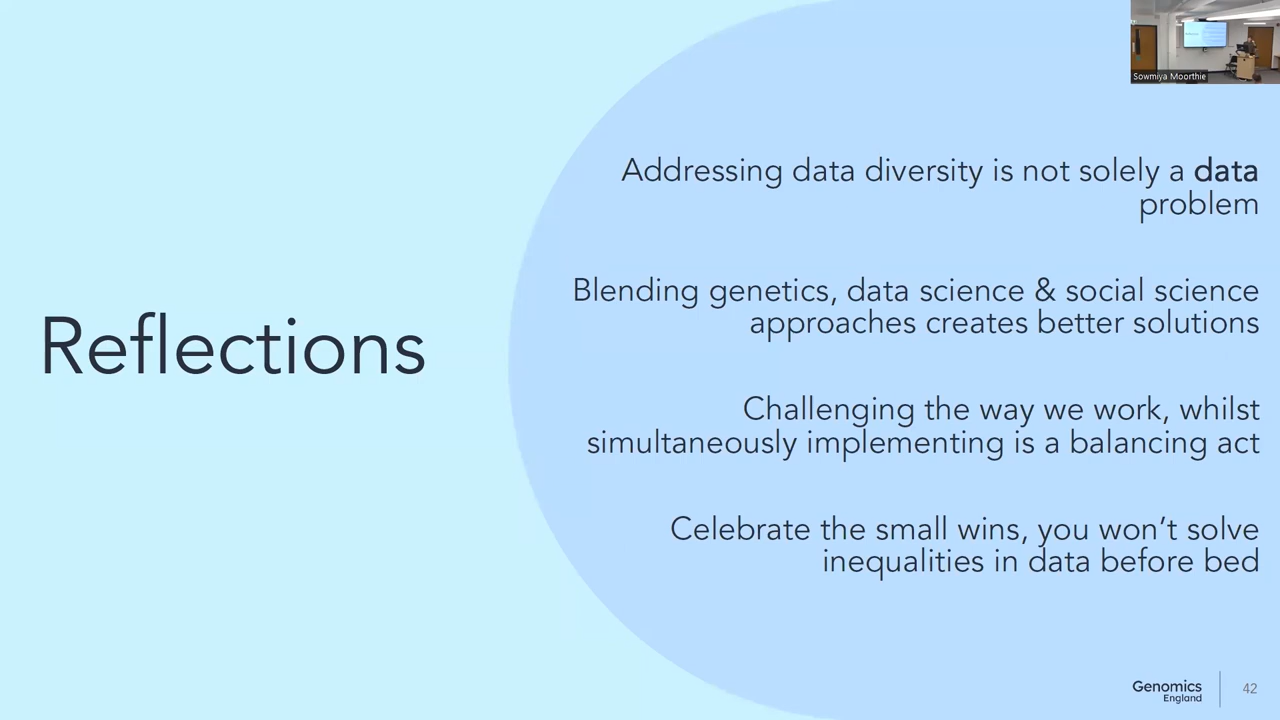 Sowmiya Moorthie
Addressing data diversity is not solely a data
problem
Blending genetics, data science & social science
approaches creates better solutions
Reflections
Challenging the way we work, whilst
simultaneously implementing is a balancing act
Celebrate the small wins, you won’t solve
inequalities in data before bed
Genomics
England
42